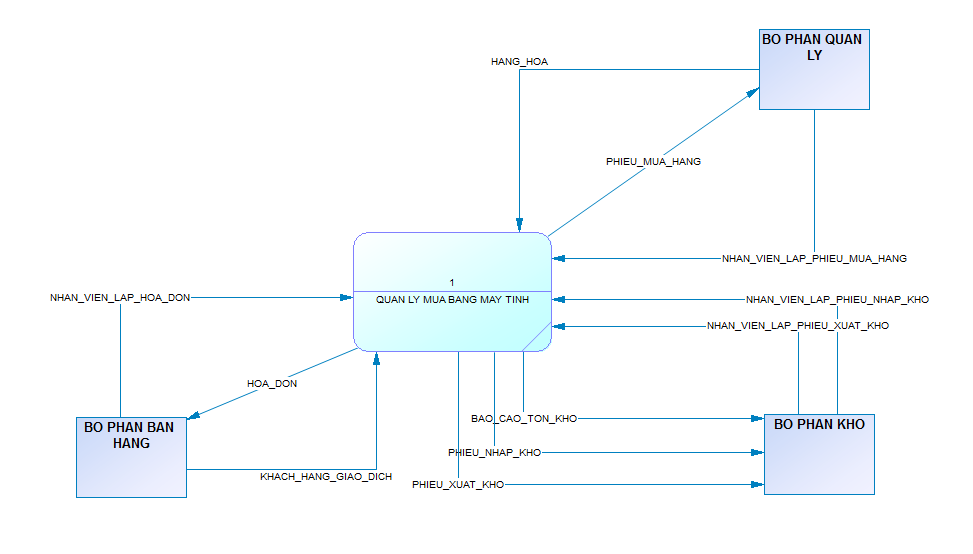 BO PHAN QUAN
LY
HANG_HOA
PHIEU_MUA_HANG
NHAN_VIEN_LAP_PHIEU_MUA_HANG
1
QUAN LY MUA BANG MAY TINH
NHAN_VIEN_LAP_HOA_DON
NHAN_VIEN_LAP_PHIEU_NHAP_KHO
NHAN_VIEN_LAP_PHIEU_XUAT_KHO
HOA_DON
BO PHAN BAN
HANG
KHACH_HANG_GIAO_DICH
BAO_CAO_TON_KHO
PHIEU_NHAP_KHO
PHIEU_XUAT_KHO
BO PHAN KHO